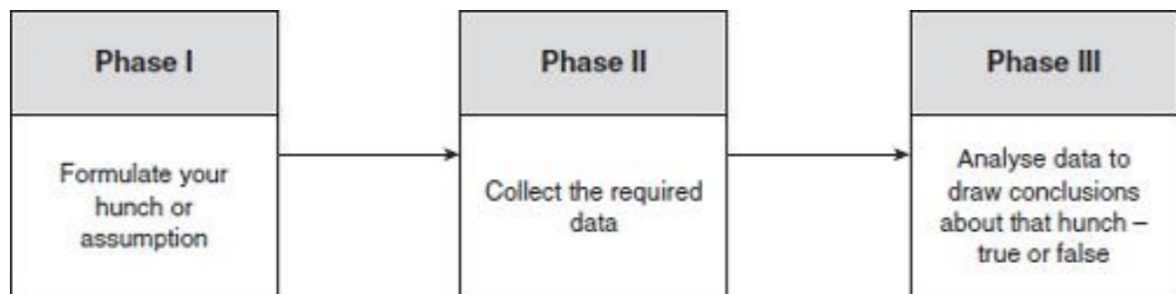 Phase I
Formulate your
hunch or
assumption
Phase II
Collect the required
data
Phase III
Analyse data to
draw conclusions
about that hunch –
true or false